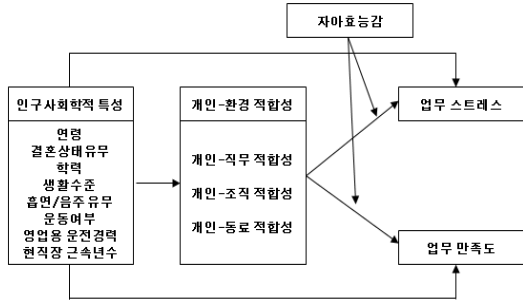 자아효능감
인구사회학적 특성
연령
결혼상태유무
학력
생활수준
흡연/음주유무
운동여부
영업용 운전경력
현직장 근속년수
개인-환경 적합성
개인-직무 적합성
개인-조직 적합성
개인-동료 적합성
업무 스트레스
업무 만족도